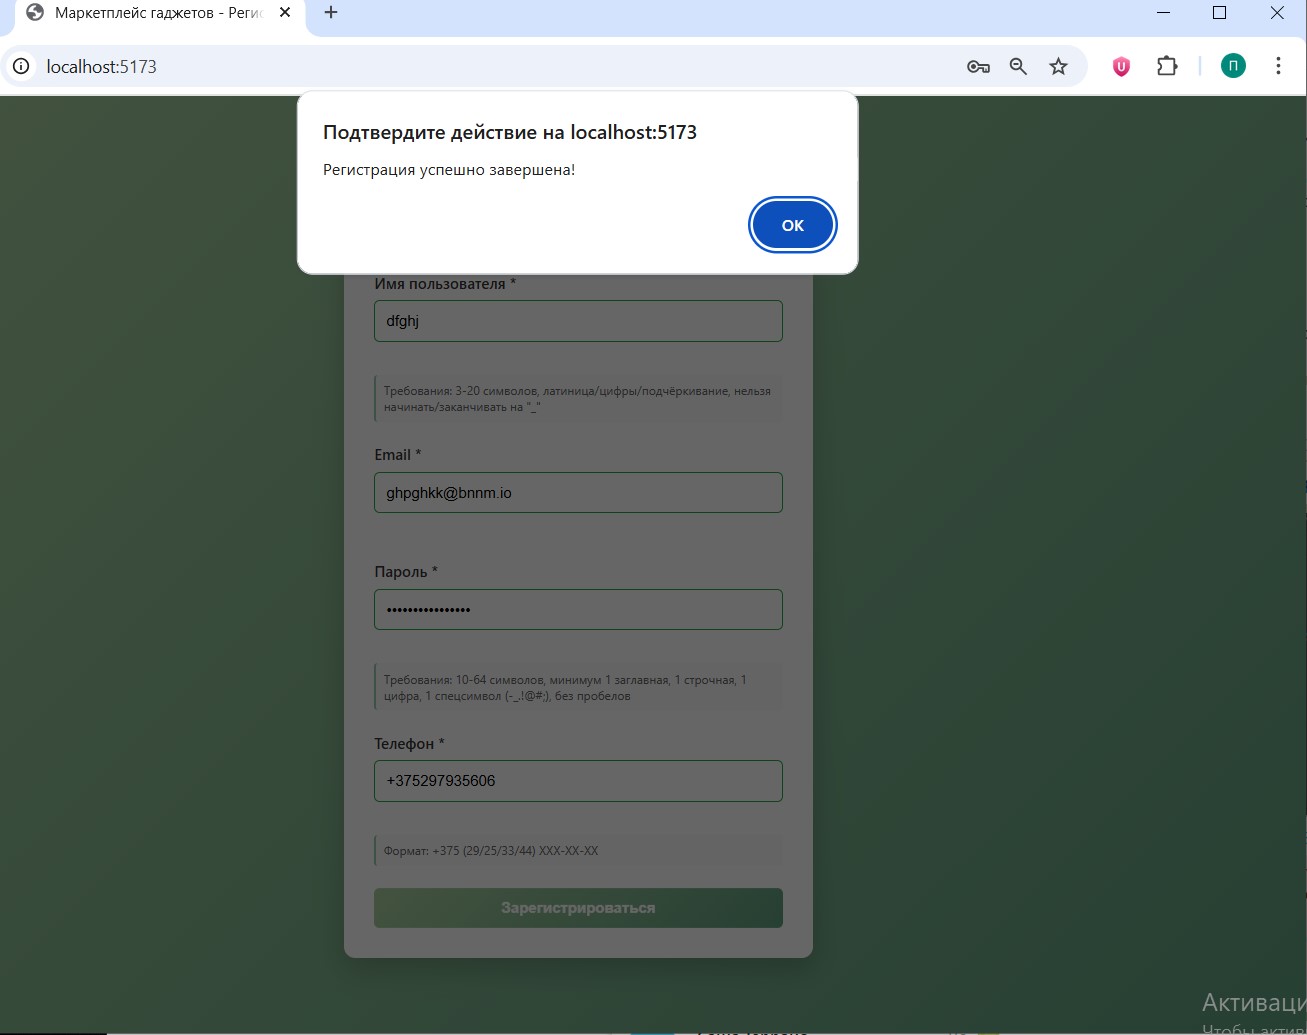 Маркетплейс гаджетов - Реги
localhost:5173
U
П
Подтвердите действие на localhost:5173
Регистрация успешно завершена!
ОК
Имя пользователя *
dfghj
Требования: 3-20 символов, латиница/цифры/подчёркивание, нельзя
начинать/заканчивать на "_"
Email *
ghpghkk@bnnm.io
Пароль *
••••••••••••••••
Требования: 10-64 символов, минимум 1 заглавная, 1 строчная, 1
цифра, 1 спецсимвол (-_.!@#;), без пробелов
Телефон *
+375297935606
Формат: +375 (29/25/33/44) XXX-XX-XX
Зарегистрироваться
Активаци
Чтобы актив